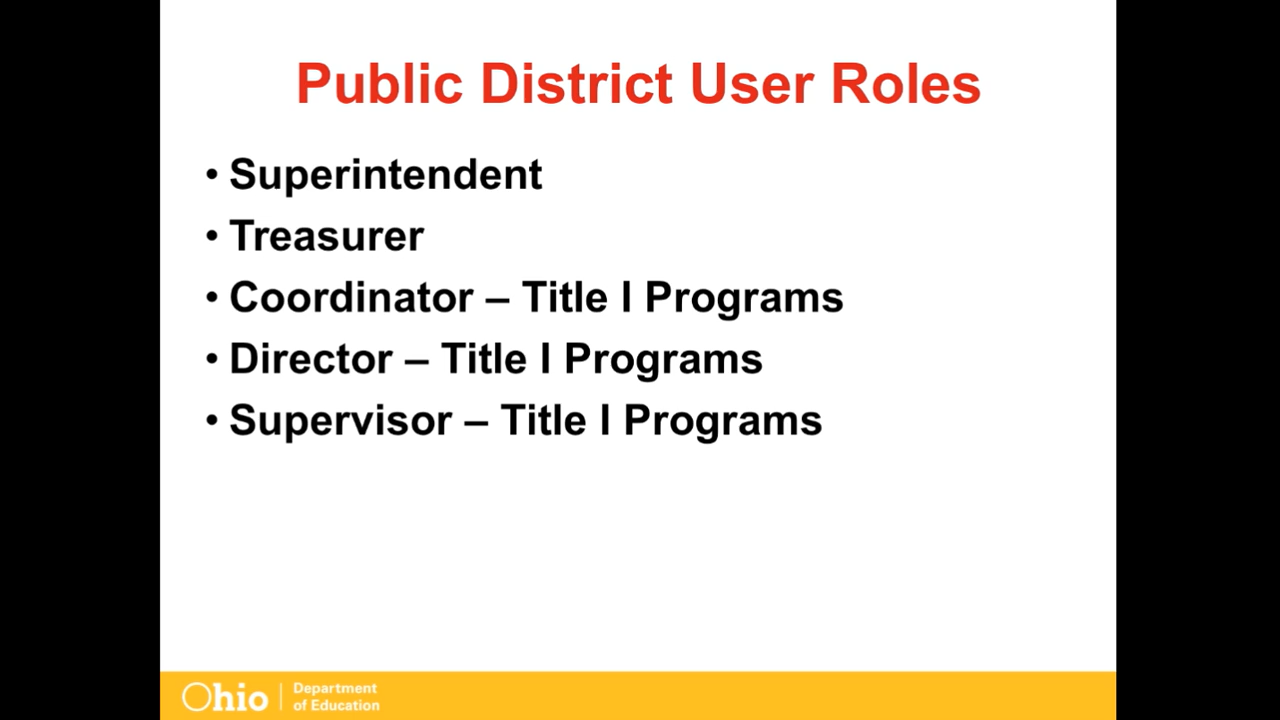 Public District User Roles
• Superintendent
• Treasurer
• Coordinator – Title I Programs
• Director – Title I Programs
• Supervisor – Title I Programs
Ohio
Department
of Education